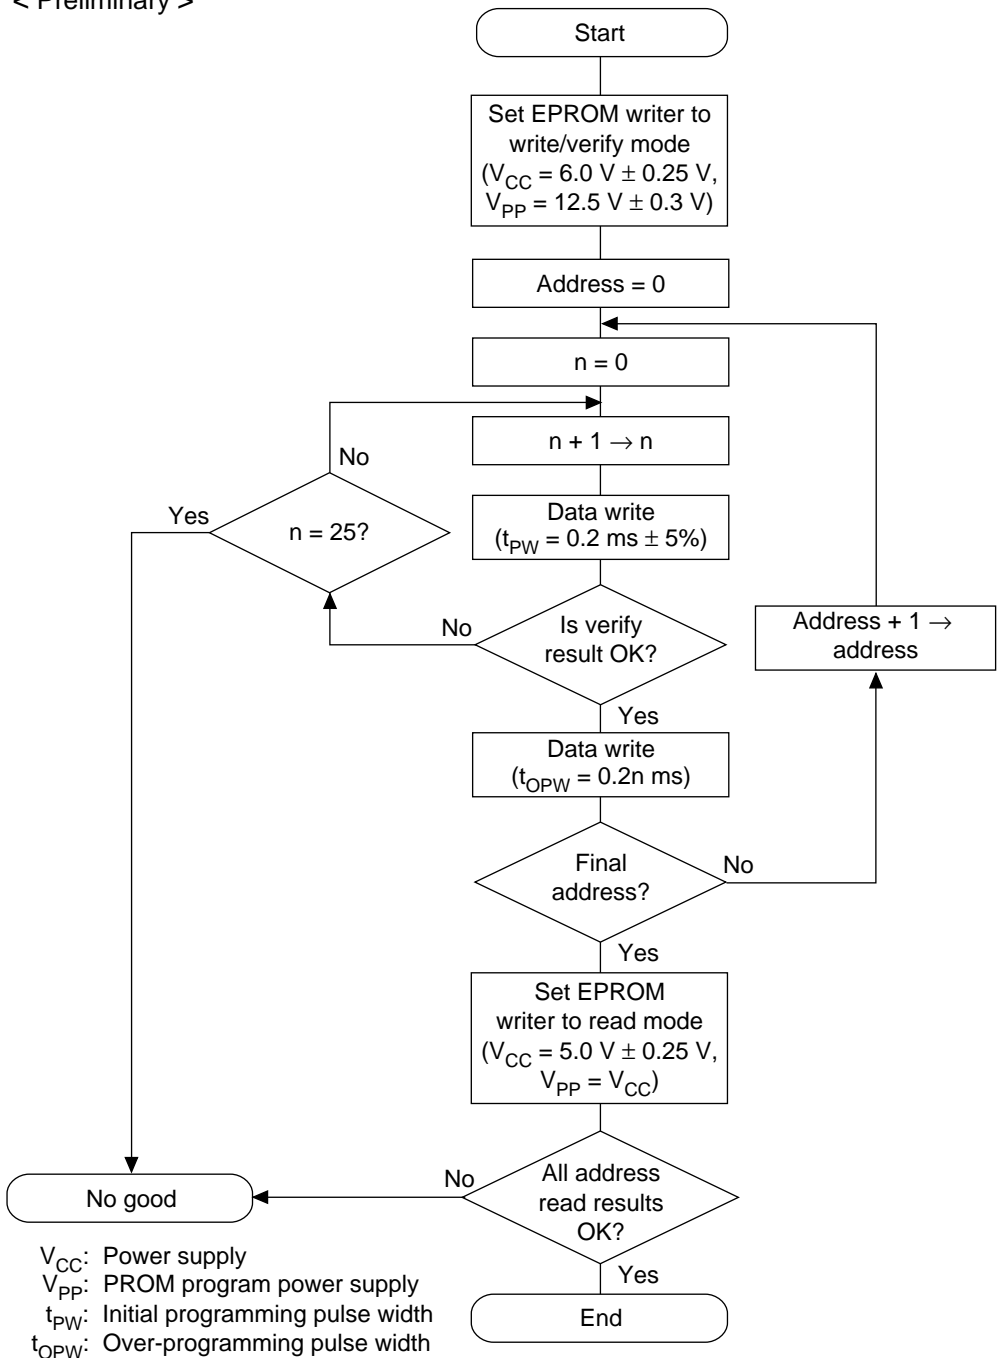 < Preliminary >
Start
Set EPROM writer to
write/verify mode
(VCC = 6.0 V ± 0.25 V,
VPP = 12.5 V ± 0.3 V)
Address = 0
n = 0
n + 1 → n
No
Yes
n = 25?
Data write
(tPW = 0.2 ms ± 5%)
No
Is verify
result OK?
Address + 1 →
address
Yes
Data write
(tOPW = 0.2n ms)
Final
address?
No
Yes
Set EPROM
writer to read mode
(VCC = 5.0 V ± 0.25 V,
VPP = VCC)
No
All address
read results
OK?
No good
Yes
End
VCC: Power supply
VPP: PROM program power supply
tPW: Initial programming pulse width
tOPW: Over-programming pulse width